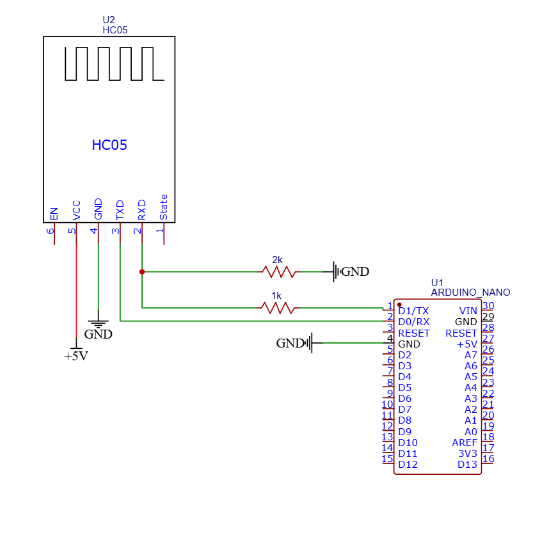 U2
HC05
HC05
EN
VCC
GND
TXD
RXD
State
6
5
4
3
2
1
GND
+5V
2k
GND
1k
GND
U1
ARDUINO_NANO
1 D1/TX VIN 30
2 D0/RX GND 29
3 RESET RESET 28
4 GND +5V 27
5 D2 A7 26
6 D3 A6 25
7 D4 A5 24
8 D5 A4 23
9 D6 A3 22
10 D7 A2 21
11 D8 A1 20
12 D9 A0 19
13 D10 AREF 18
14 D11 3V3 17
15 D12 D13 16